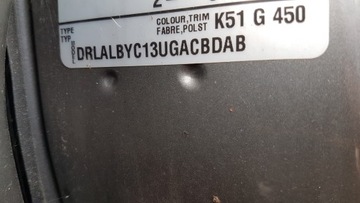 COLOUR,TRIM K51 G 450
FABRE,POLST
TYPE
TYP
DRLALBYC13UGACBDAB